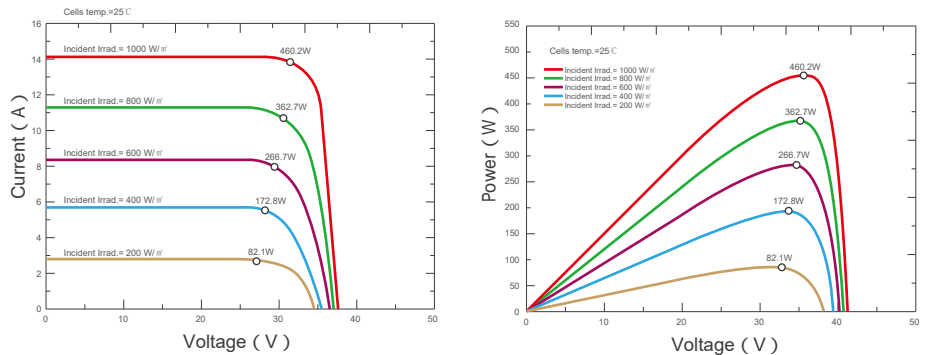 Cells temp.=25℃
16
14
12
10
8
6
4
2
0
Current ( A )
Incident Irrad.= 1000 W/㎡
460.2W
Incident Irrad.= 800 W/㎡
362.7W
Incident Irrad.= 600 W/㎡
266.7W
Incident Irrad.= 400 W/㎡
172.8W
Incident Irrad.= 200 W/㎡
82.1W
0 10 20 30 40 50
Voltage ( V )
550
500
450
400
350
300
250
200
150
100
50
0
Power ( W )
Cells temp.=25℃
Incident Irrad.= 1000 W/㎡
Incident Irrad.= 800 W/㎡
Incident Irrad.= 600 W/㎡
Incident Irrad.= 400 W/㎡
Incident Irrad.= 200 W/㎡
460.2W
362.7W
266.7W
172.8W
82.1W
0 10 20 30 40 50
Voltage ( V )